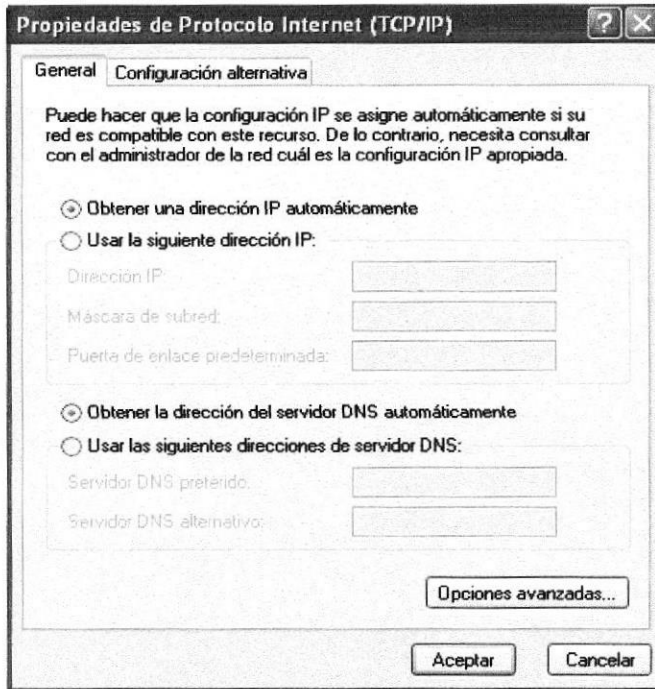 Propiedades de Protocolo Internet (TCP/IP)
General
Configuración alternativa
Puede hacer que la configuración IP se asigne automáticamente si su
red es compatible con este recurso. De lo contrario, necesita consultar
con el administrador de la red cuál es la configuración IP apropiada.
Obtener una dirección IP automáticamente
Usar la siguiente dirección IP:
Dirección IP:
Máscara de subred:
Puerta de enlace predeterminada:
Obtener la dirección del servidor DNS automáticamente
Usar las siguientes direcciones de servidor DNS:
Servidor DNS preferido:
Servidor DNS alternativo:
Opciones avanzadas...
Aceptar
Cancelar